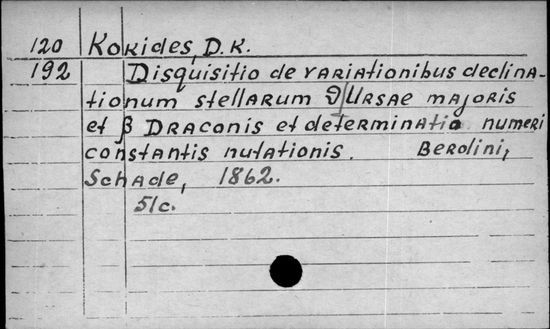 120 Kokides, D. K.
192 Disquisitio de variationibus declina-
tionum stellarum ϑ Ursae majoris
et β Draconis et determinatio numeri
constantis nutationis. Berolini,
Schade, 1862.
51c.